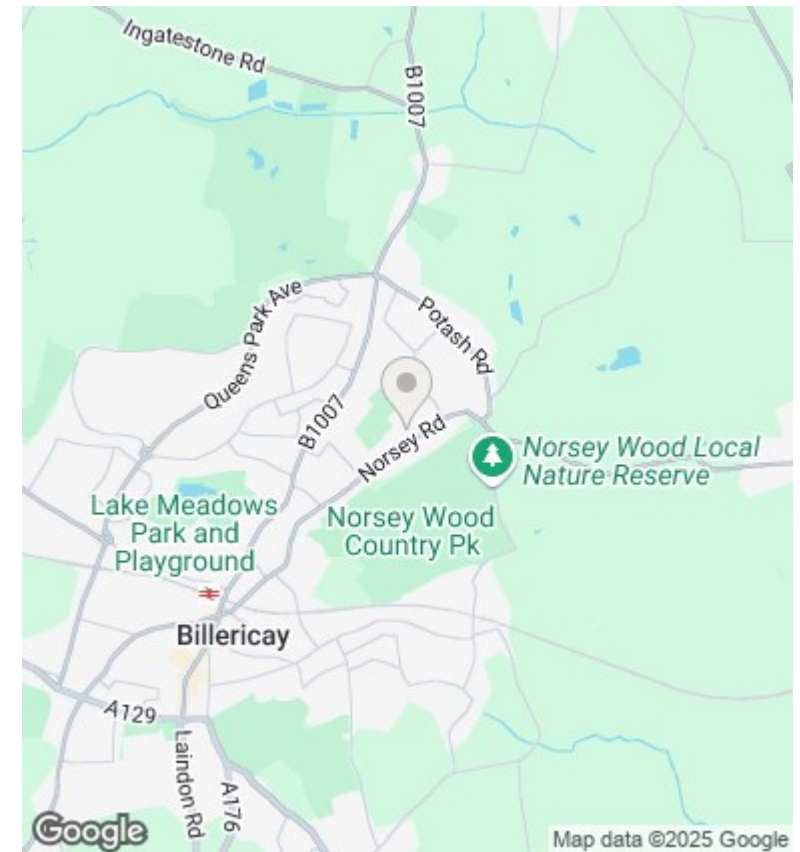 Ingatestone Rd
B1007
Queens Park Ave
Potash Rd
B1007
Norsey Rd
Norsey Wood Local
Nature Reserve
Lake Meadows
Park and
Playground
Norsey Wood
Country Pk
Billericay
A129
Laindon Rd
A176
Google
Map data ©2025 Google